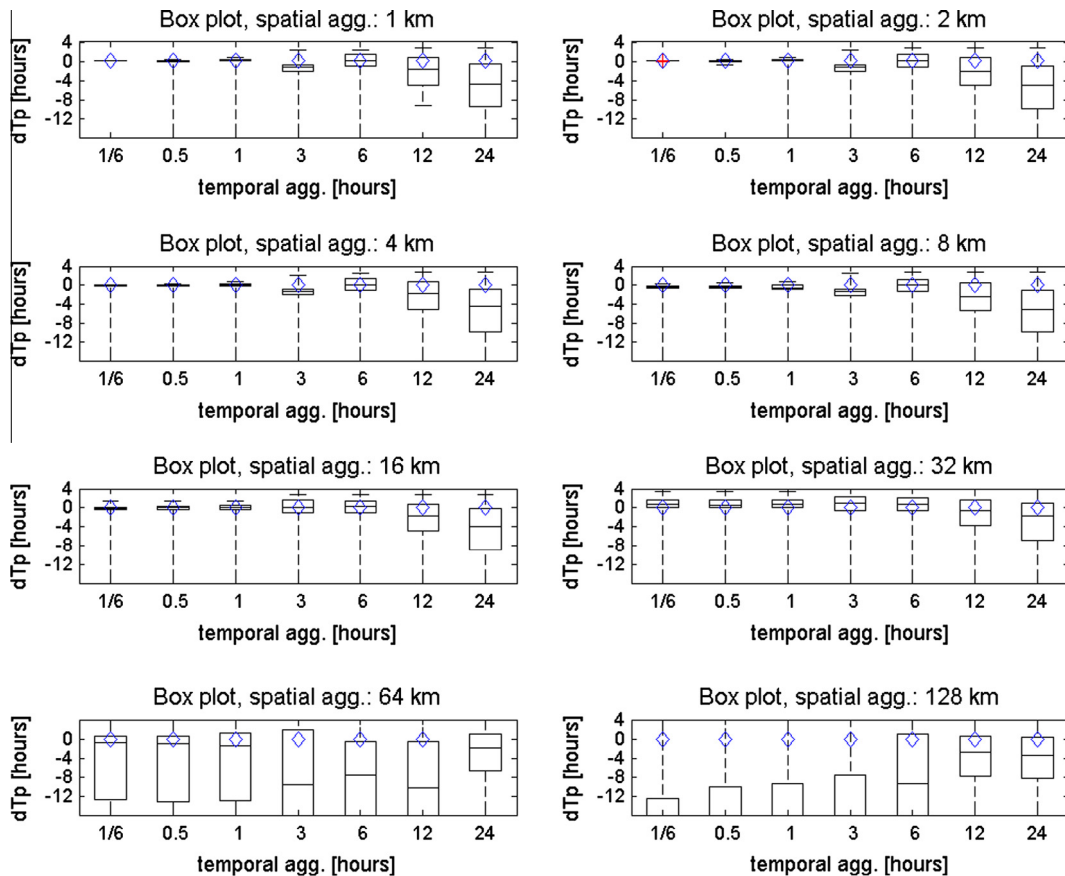 Box plot, spatial agg.: 1 km
dTp [hours]
4
0
-4
-8
-12
1/6 0.5 1 3 6 12 24
temporal agg. [hours]
Box plot, spatial agg.: 2 km
dTp [hours]
4
0
-4
-8
-12
1/6 0.5 1 3 6 12 24
temporal agg. [hours]
Box plot, spatial agg.: 4 km
dTp [hours]
4
0
-4
-8
-12
1/6 0.5 1 3 6 12 24
temporal agg. [hours]
Box plot, spatial agg.: 8 km
dTp [hours]
4
0
-4
-8
-12
1/6 0.5 1 3 6 12 24
temporal agg. [hours]
Box plot, spatial agg.: 16 km
dTp [hours]
4
0
-4
-8
-12
1/6 0.5 1 3 6 12 24
temporal agg. [hours]
Box plot, spatial agg.: 32 km
dTp [hours]
4
0
-4
-8
-12
1/6 0.5 1 3 6 12 24
temporal agg. [hours]
Box plot, spatial agg.: 64 km
dTp [hours]
0
-4
-8
-12
1/6 0.5 1 3 6 12 24
temporal agg. [hours]
Box plot, spatial agg.: 128 km
dTp [hours]
4
0
-4
-8
-12
1/6 0.5 1 3 6 12 24
temporal agg. [hours]